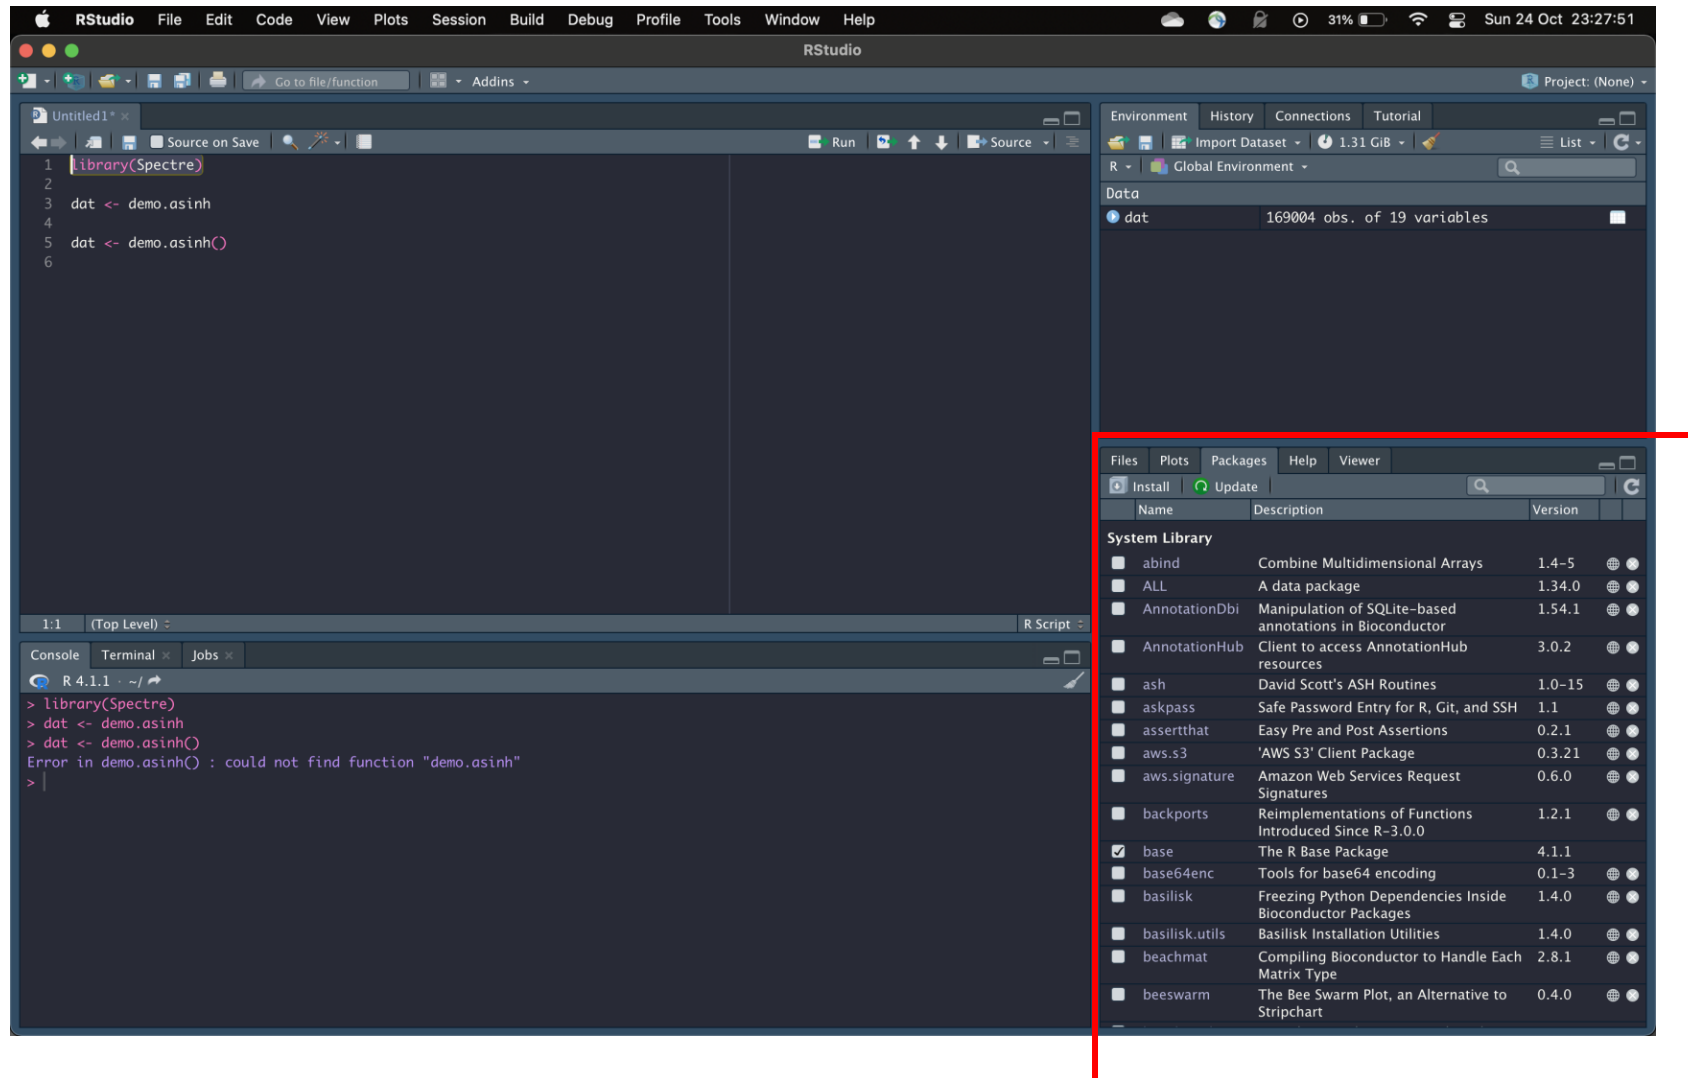 RStudio File Edit Code View Plots Session Build Debug Profile Tools Window Help 31% Sun 24 Oct 23:27:51
RStudio
Go to file/function Addins Project: (None)
Untitled1*
Source on Save Run Source
1 library(Spectre)
2
3 dat <- demo.asinh
4
5 dat <- demo.asinh()
6
1:1 (Top Level) R Script
Console Terminal Jobs
R 4.1.1 · ~/
> library(Spectre)
> dat <- demo.asinh
> dat <- demo.asinh()
Error in demo.asinh() : could not find function "demo.asinh"
>
Environment History Connections Tutorial
Import Dataset 1.31 GiB List
R Global Environment
Data
dat 169004 obs. of 19 variables
Files Plots Packages Help Viewer
Install Update
Name Description Version
System Library
abind Combine Multidimensional Arrays 1.4-5
ALL A data package 1.34.0
AnnotationDbi Manipulation of SQLite-based 1.54.1
annotations in Bioconductor
AnnotationHub Client to access AnnotationHub 3.0.2
resources
ash David Scott's ASH Routines 1.0-15
askpass Safe Password Entry for R, Git, and SSH 1.1
assertthat Easy Pre and Post Assertions 0.2.1
aws.s3 'AWS S3' Client Package 0.3.21
aws.signature Amazon Web Services Request 0.6.0
Signatures
backports Reimplementations of Functions 1.2.1
Introduced Since R-3.0.0
base The R Base Package 4.1.1
base64enc Tools for base64 encoding 0.1-3
basilisk Freezing Python Dependencies Inside 1.4.0
Bioconductor Packages
basilisk.utils Basilisk Installation Utilities 1.4.0
beachmat Compiling Bioconductor to Handle Each 2.8.1
Matrix Type
beeswarm The Bee Swarm Plot, an Alternative to 0.4.0
Stripchart